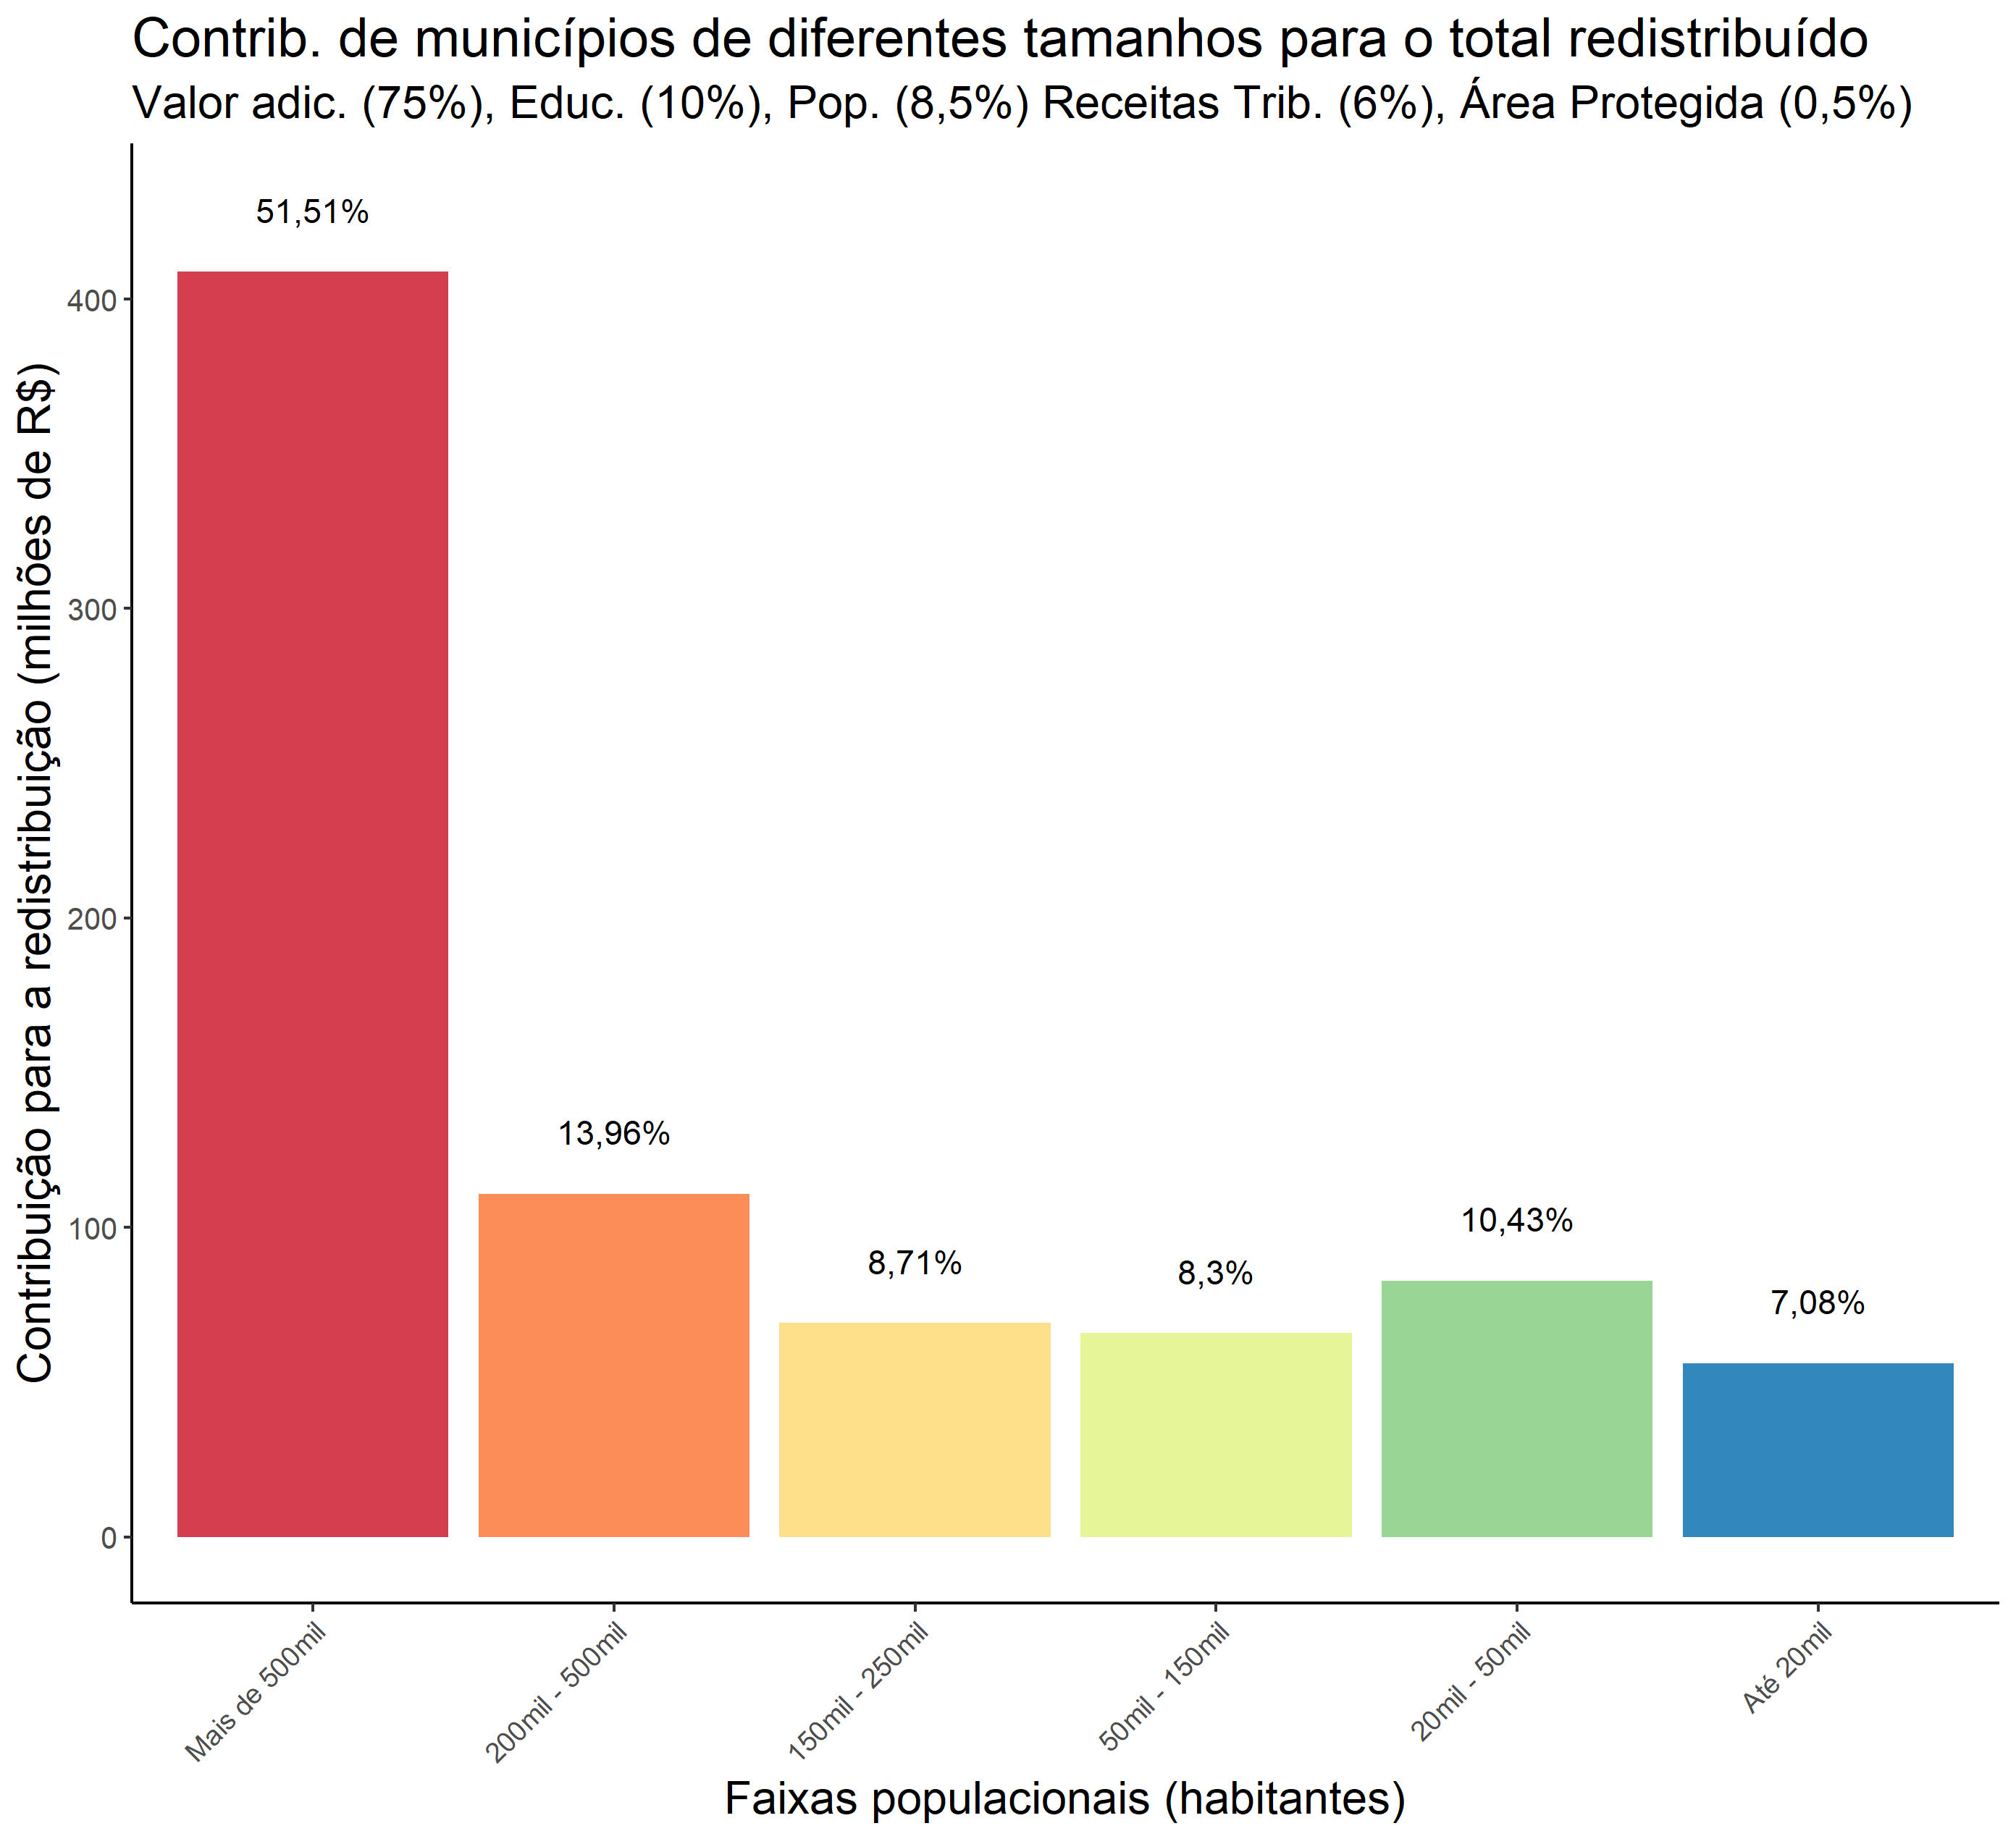 Contrib. de municípios de diferentes tamanhos para o total redistribuído
Valor adic. (75%), Educ. (10%), Pop. (8,5%) Receitas Trib. (6%), Área Protegida (0,5%)
Contribuição para a redistribuição (milhões de R$)
400
300
200
100
0
51,51%
13,96%
8,71%
8,3%
10,43%
7,08%
Mais de 500mil
200mil - 500mil
150mil - 250mil
50mil - 150mil
20mil - 50mil
Até 20mil
Faixas populacionais (habitantes)